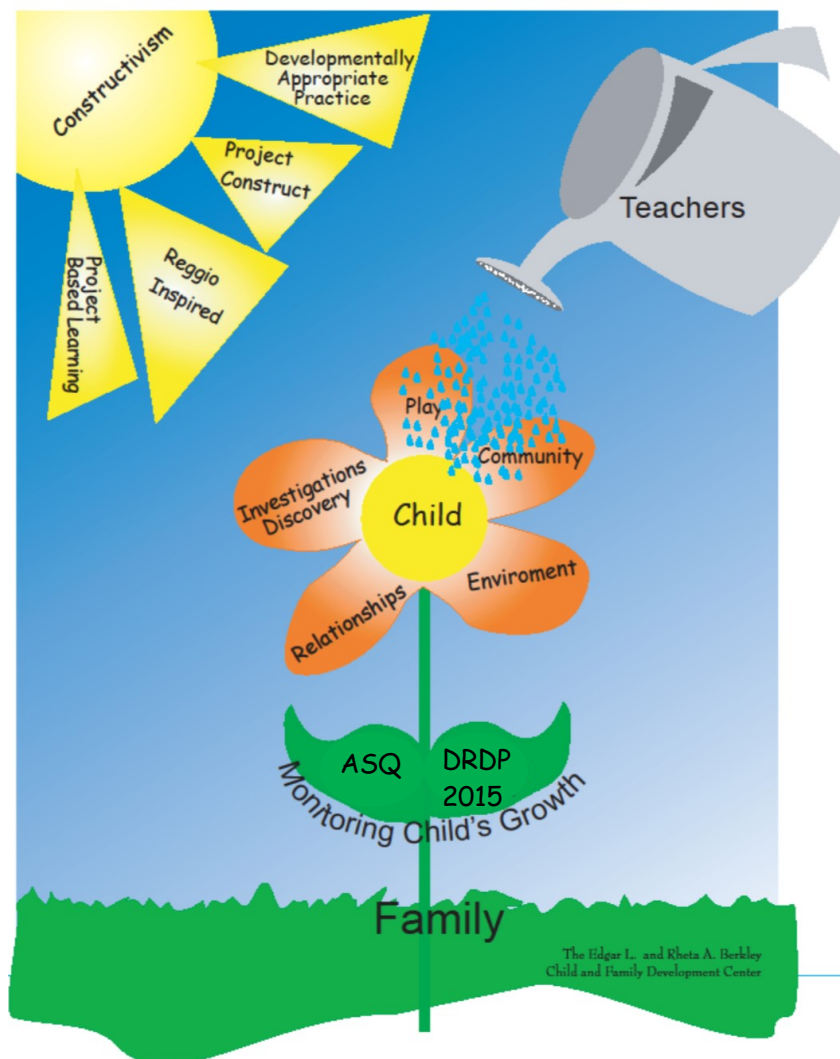 Constructivism
Developmentally
Appropriate
Practice
Project
Construct
Reggio
Inspired
Project
Based Learning
Teachers
Play
Community
Investigations
Discovery
Child
Enviroment
Relationships
ASQ
DRDP
2015
Monitoring Child's Growth
Family
The Edgar L. and Rheta A. Berkley
Child and Family Development Center